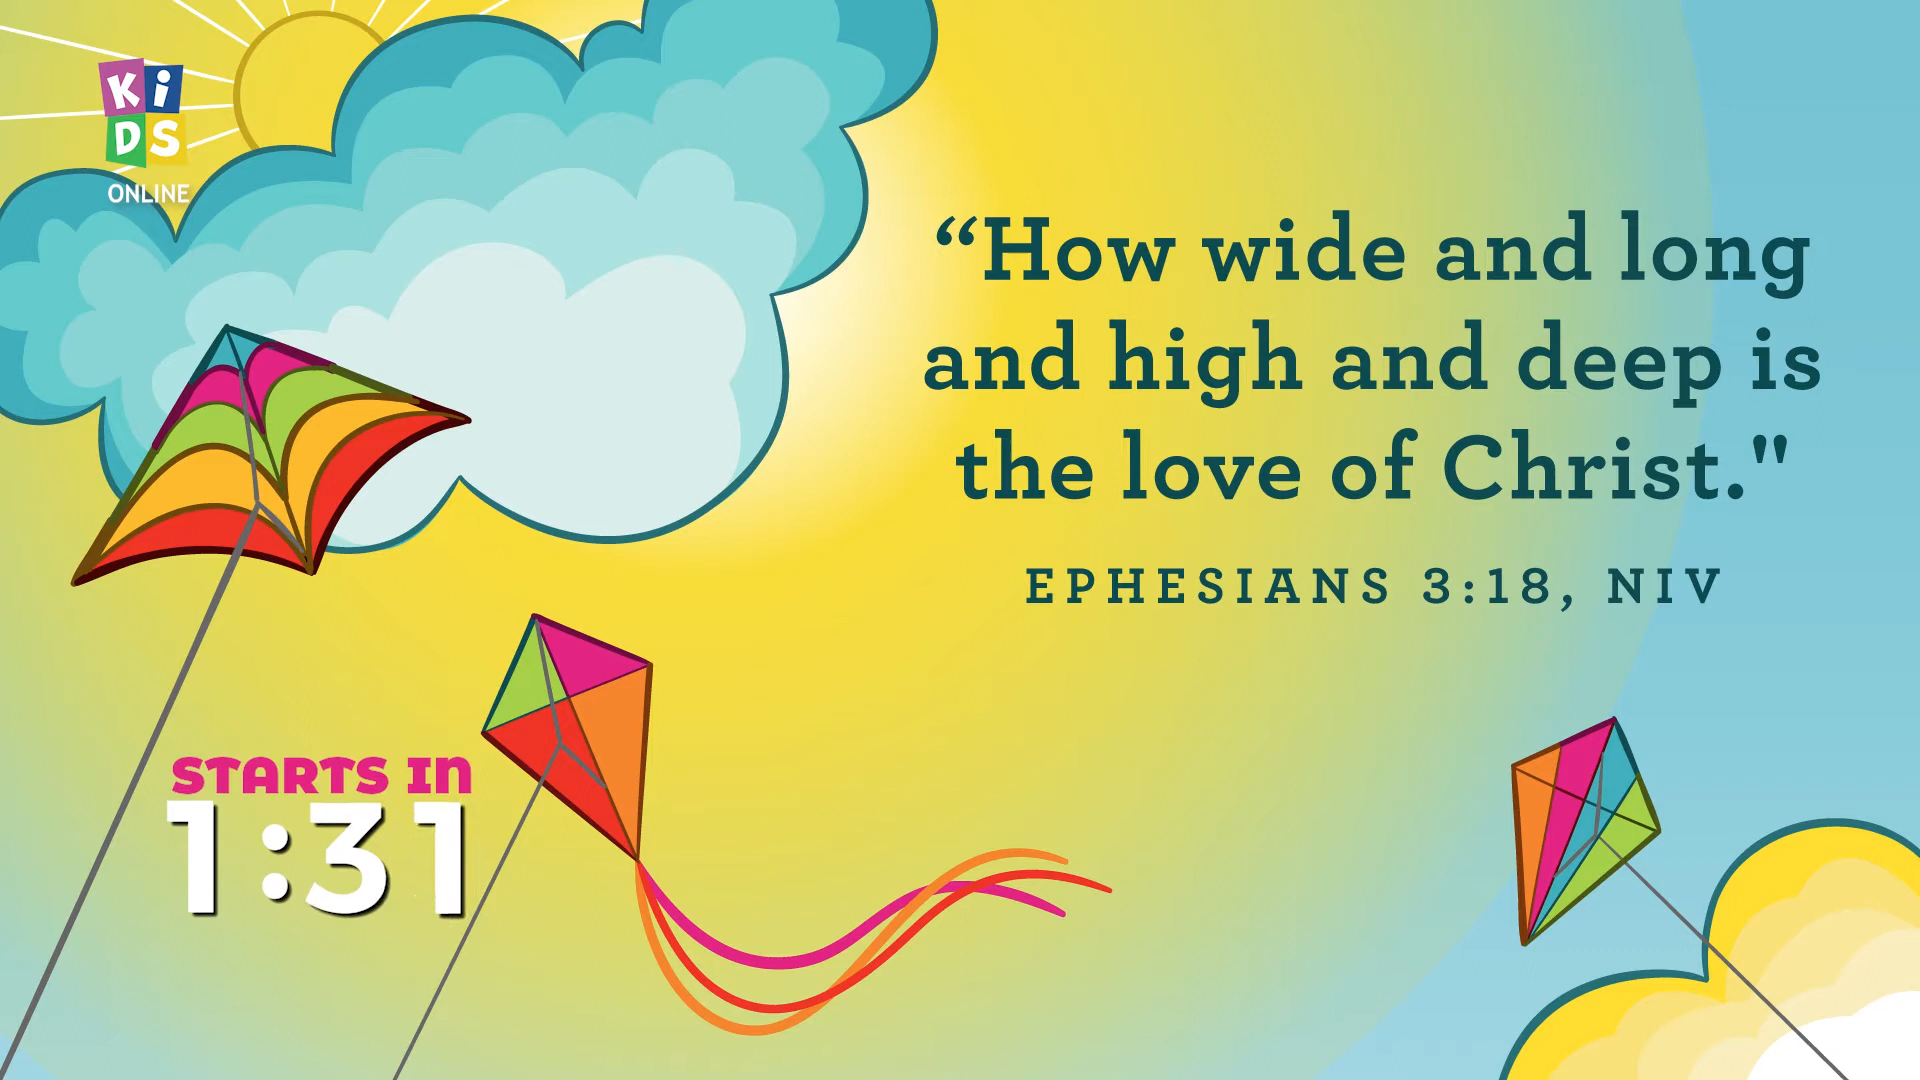 KiDS
ONLINE
“How wide and long
and high and deep is
the love of Christ."
EPHESIANS 3:18, NIV
STARTS IN
1:31